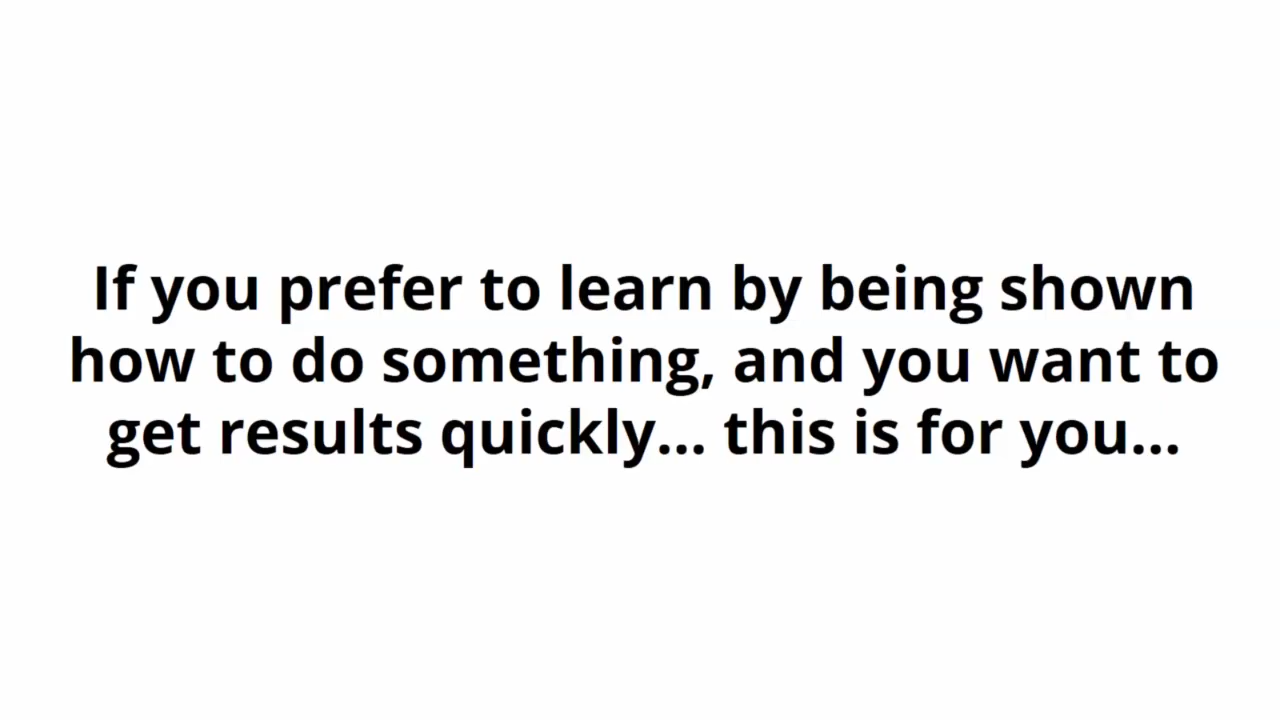 If you prefer to learn by being shown
how to do something, and you want to
get results quickly... this is for you...